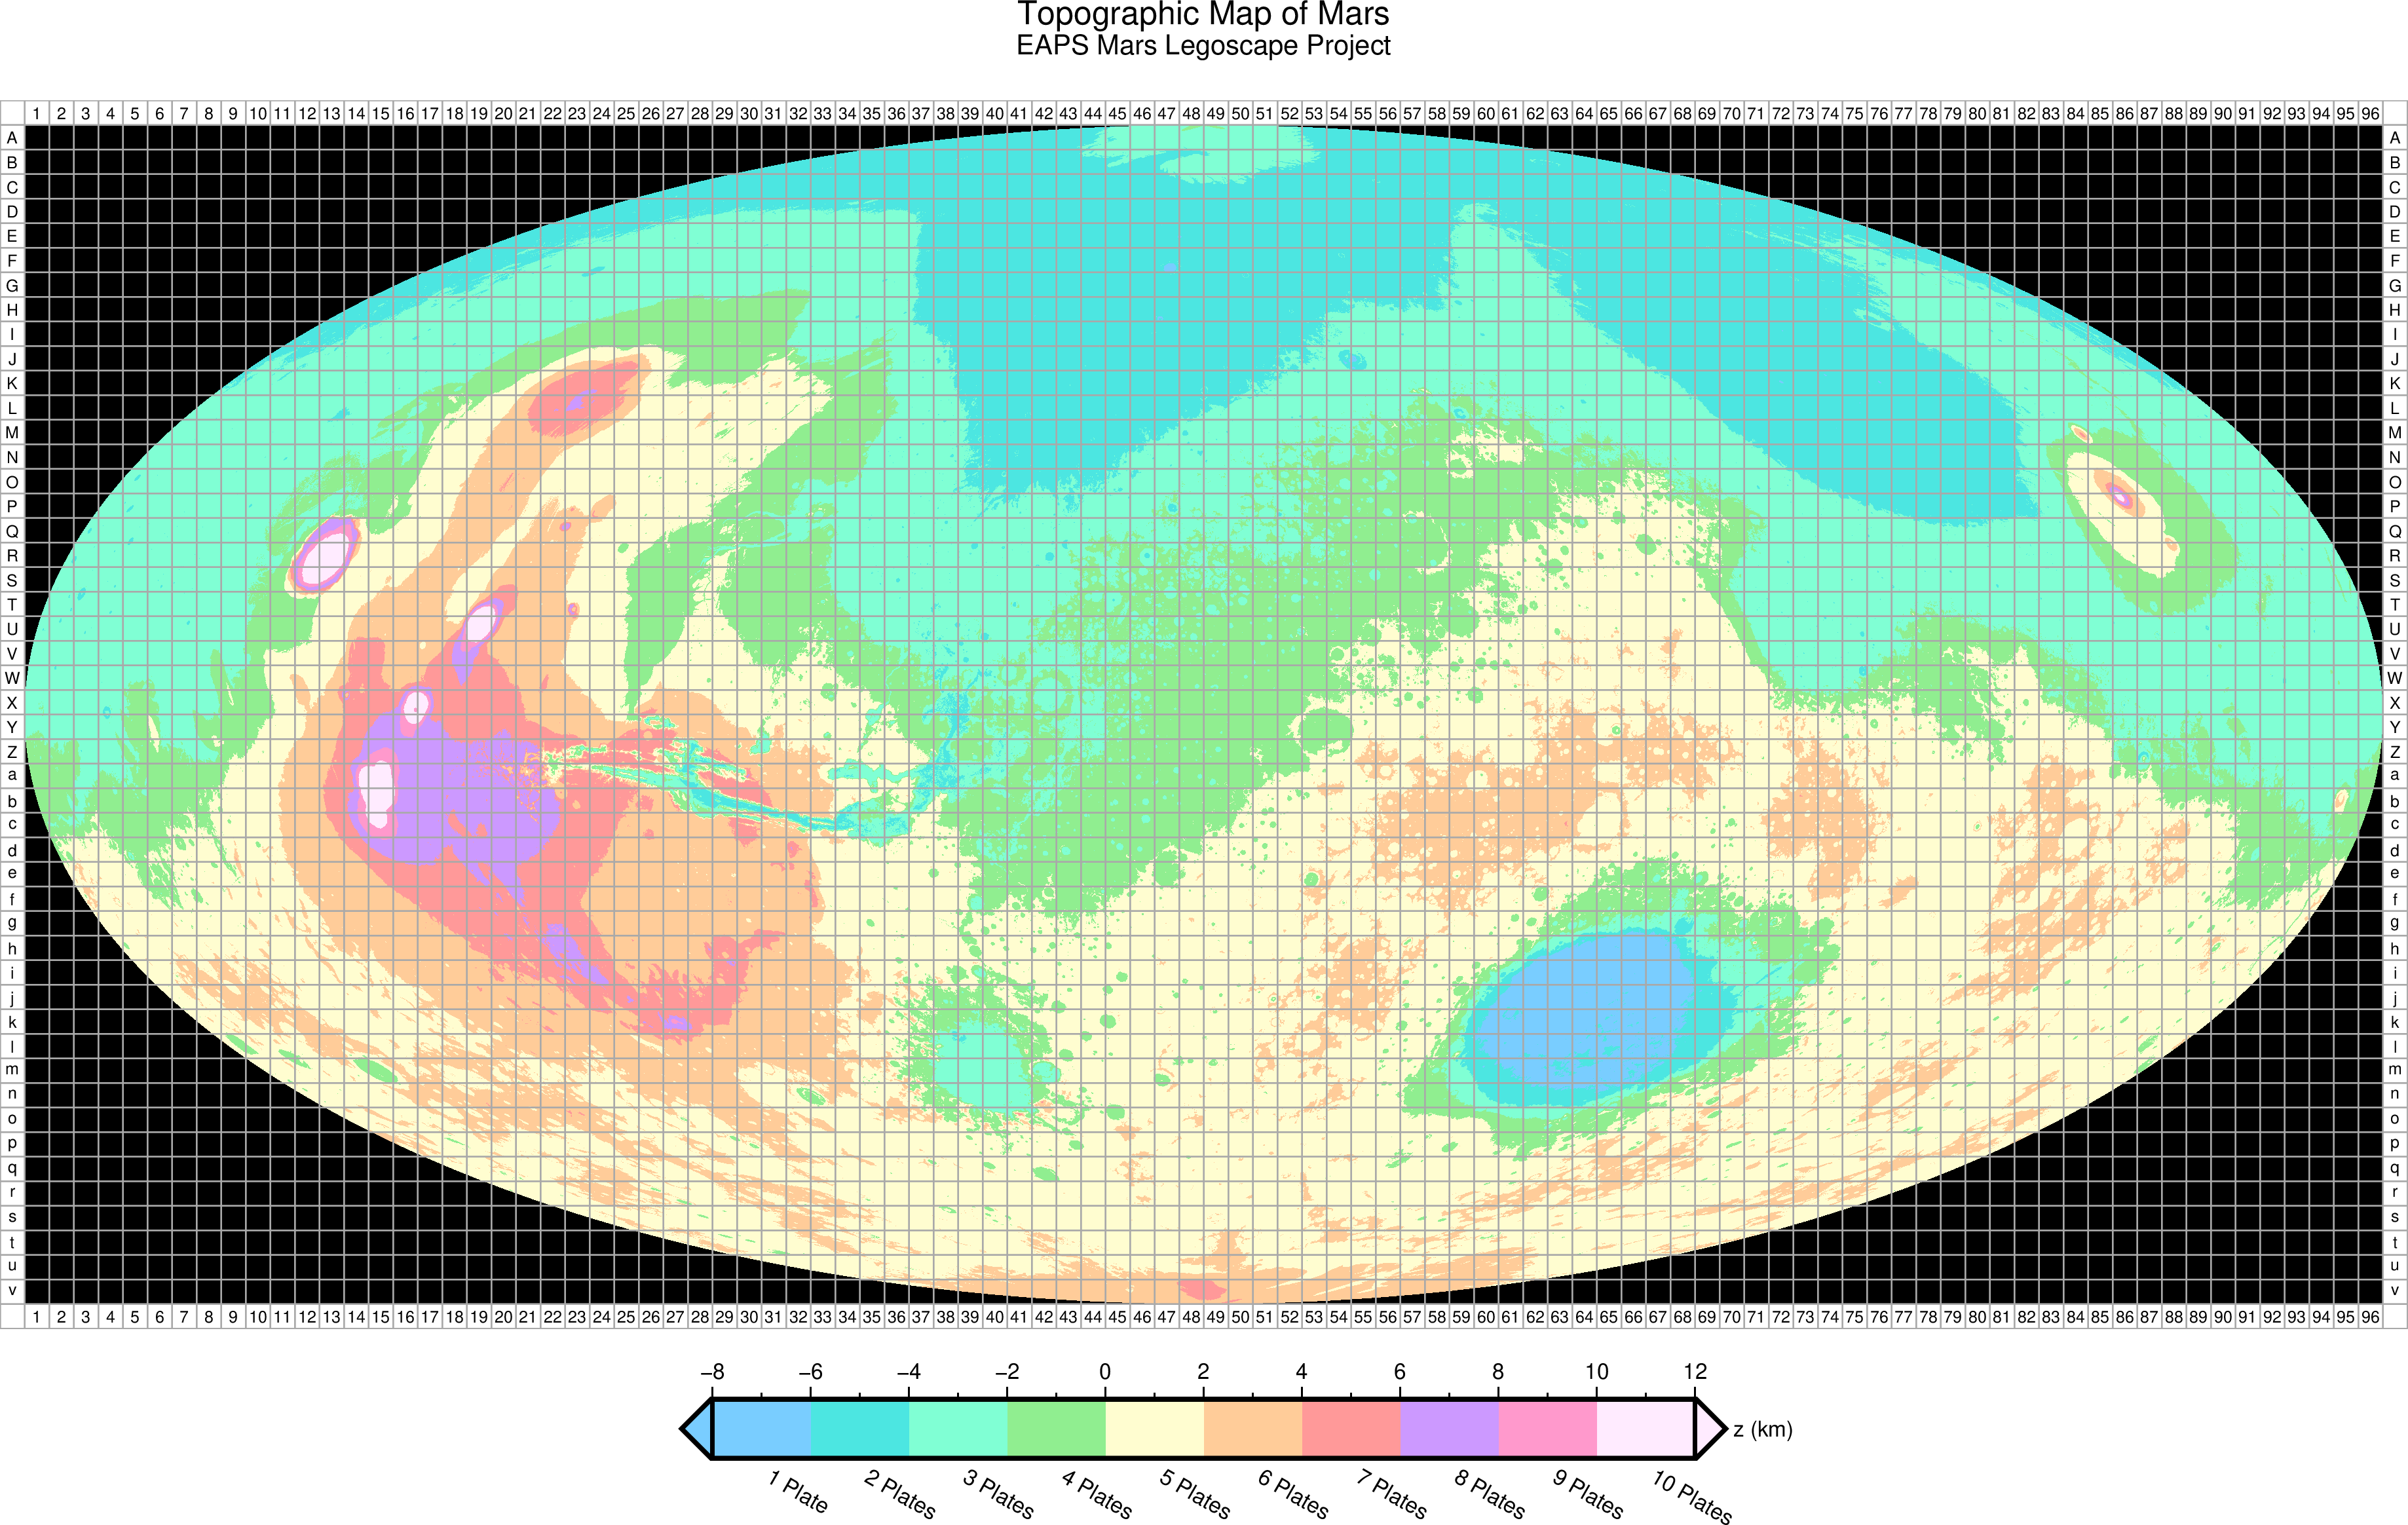 Topographic Map of Mars
EAPS Mars Legoscape Project
1 2 3 4 5 6 7 8 9 10 11 12 13 14 15 16 17 18 19 20 21 22 23 24 25 26 27 28 29 30 31 32 33 34 35 36 37 38 39 40 41 42 43 44 45 46 47 48 49 50 51 52 53 54 55 56 57 58 59 60 61 62 63 64 65 66 67 68 69 70 71 72 73 74 75 76 77 78 79 80 81 82 83 84 85 86 87 88 89 90 91 92 93 94 95 96
A A
B B
C C
D D
E E
F F
G G
H H
I I
J J
K K
L L
M M
N N
O O
P P
Q Q
R R
S S
T T
U U
V V
W W
X X
Y Y
Z Z
a a
b b
c c
d d
e e
f f
g g
h h
i i
j j
k k
l l
m m
n n
o o
p p
q q
r r
s s
t t
u u
v v
1 2 3 4 5 6 7 8 9 10 11 12 13 14 15 16 17 18 19 20 21 22 23 24 25 26 27 28 29 30 31 32 33 34 35 36 37 38 39 40 41 42 43 44 45 46 47 48 49 50 51 52 53 54 55 56 57 58 59 60 61 62 63 64 65 66 67 68 69 70 71 72 73 74 75 76 77 78 79 80 81 82 83 84 85 86 87 88 89 90 91 92 93 94 95 96
−8 −6 −4 −2 0 2 4 6 8 10 12
z (km)
1 Plate 2 Plates 3 Plates 4 Plates 5 Plates 6 Plates 7 Plates 8 Plates 9 Plates 10 Plates